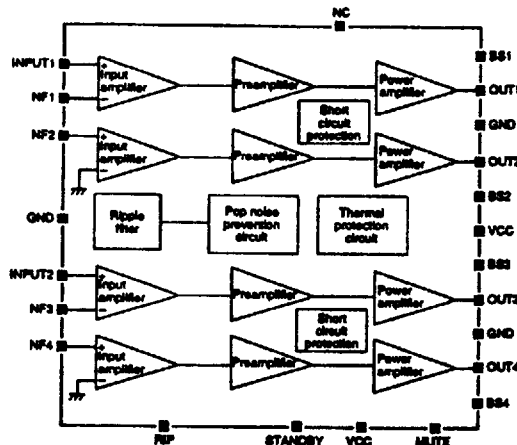 NC
INPUT1
Input
amplifier
Preamplifier
Power
amplifier
BS1
OUT1
NF1
Short
circuit
protection
GND
NF2
Input
amplifier
Preamplifier
Power
amplifier
OUT2
BS2
GND
Ripple
filter
Pop noise
prevention
circuit
Thermal
protection
circuit
VCC
BS3
INPUT2
Input
amplifier
Preamplifier
Power
amplifier
OUT3
NF3
Short
circuit
protection
GND
NF4
Input
amplifier
Preamplifier
Power
amplifier
OUT4
BS4
RIP
STANDBY
VCC
MUTE